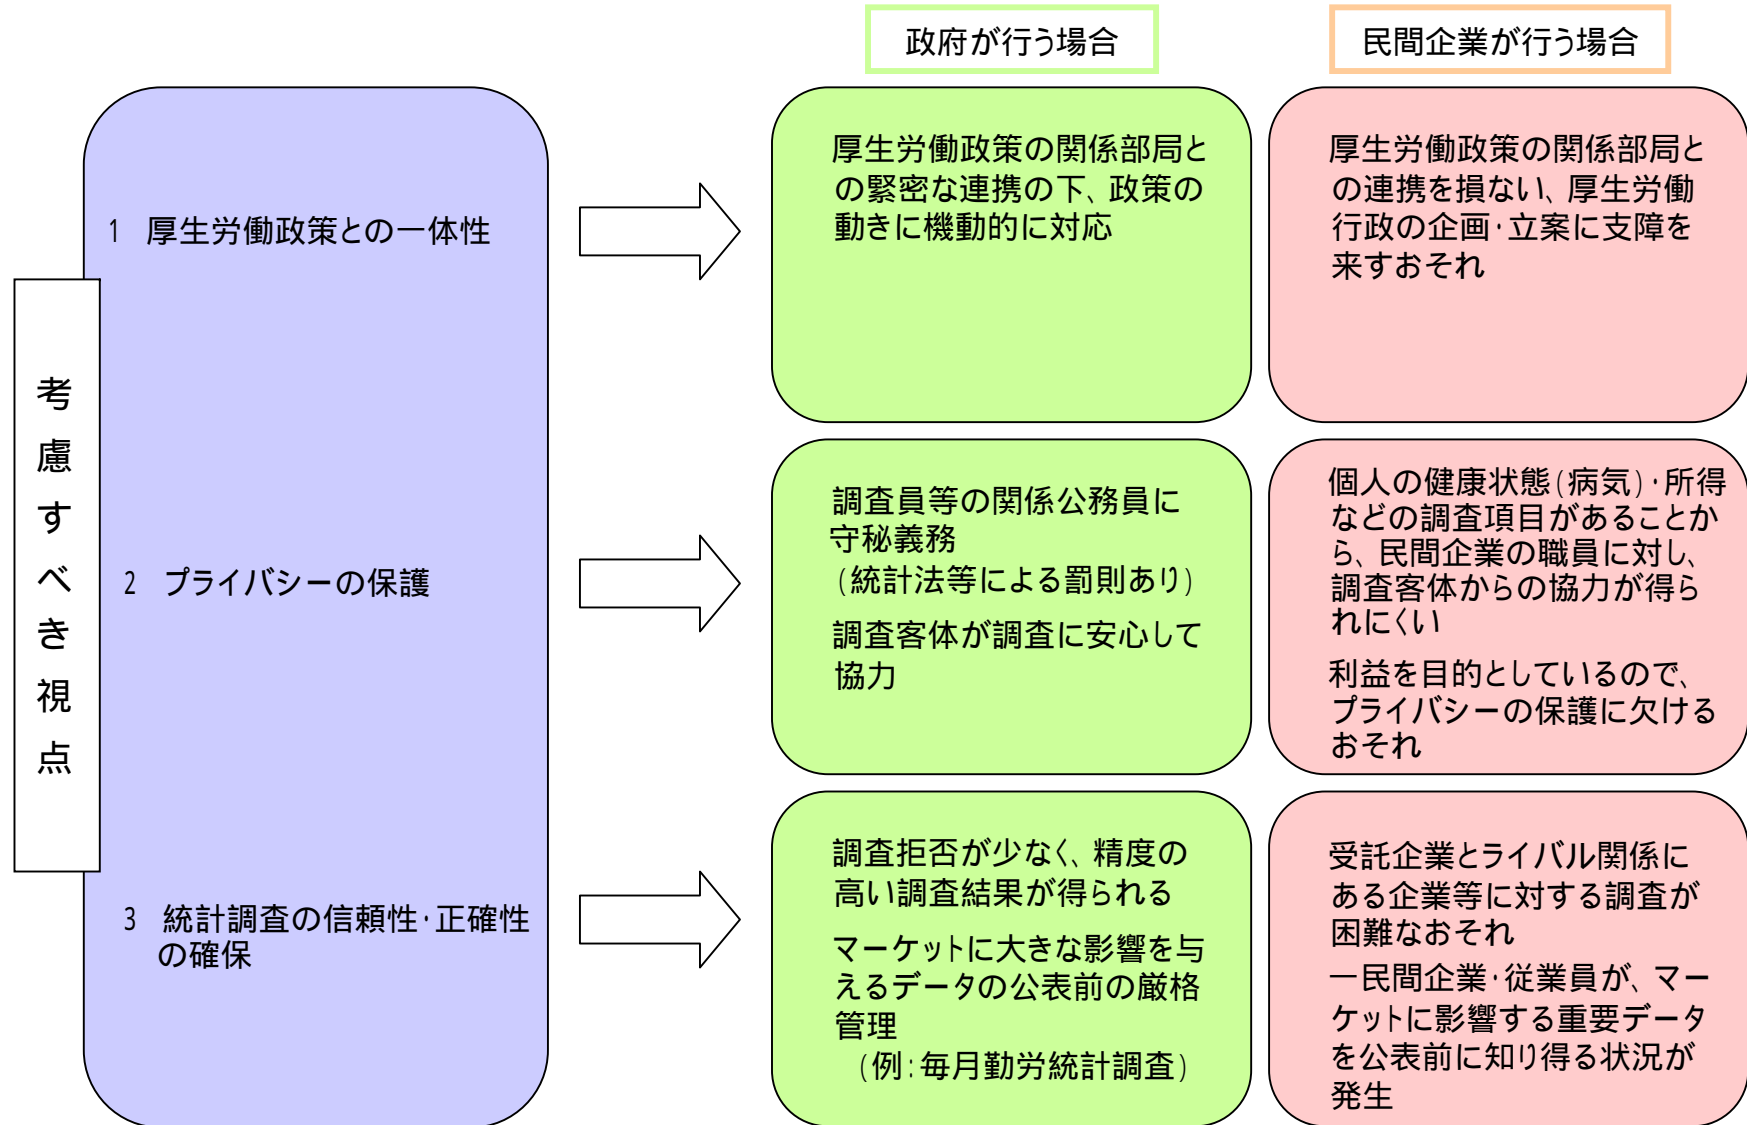 政府が行う場合
民間企業が行う場合
考慮すべき視点
1 厚生労働政策との一体性
厚生労働政策の関係部局と
の緊密な連携の下、政策の
動きに機動的に対応
厚生労働政策の関係部局と
の連携を損ない、厚生労働
行政の企画・立案に支障を
来すおそれ
2 プライバシーの保護
調査員等の関係公務員に
守秘義務
(統計法等による罰則あり)
調査客体が調査に安心して
協力
個人の健康状態(病気)・所得
などの調査項目があることか
ら、民間企業の職員に対し、
調査客体からの協力が得ら
れにくい
利益を目的としているので、
プライバシーの保護に欠ける
おそれ
3 統計調査の信頼性・正確性
の確保
調査拒否が少なく、精度の
高い調査結果が得られる
マーケットに大きな影響を与
えるデータの公表前の厳格
管理
(例:毎月勤労統計調査)
受託企業とライバル関係に
ある企業等に対する調査が
困難なおそれ
一民間企業・従業員が、マー
ケットに影響する重要データ
を公表前に知り得る状況が
発生